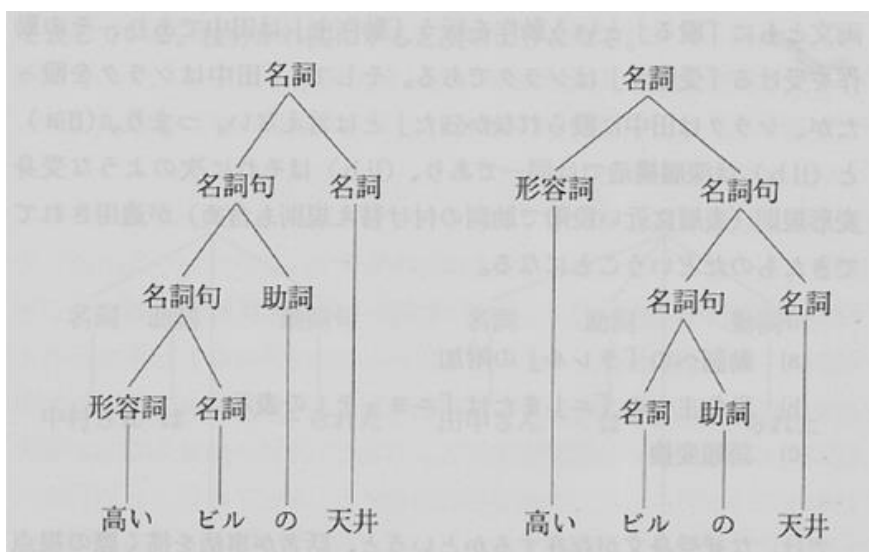 名詞 名詞
名詞句 名詞 形容詞 名詞句
名詞句 助詞 名詞句 名詞
形容詞 名詞 名詞 助詞
高い ビル の 天井 高い ビル の 天井